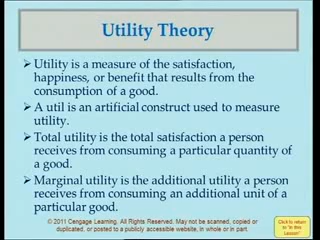 Utility Theory
Utility is a measure of the satisfaction,
happiness, or benefit that results from the
consumption of a good.
A util is an artificial construct used to measure
utility.
Total utility is the total satisfaction a person
receives from consuming a particular quantity of
a good.
Marginal utility is the additional utility a person
receives from consuming an additional unit of a
particular good.
© 2011 Cengage Learning. All Rights Reserved. May not be scanned, copied or
duplicated, or posted to a publicly accessible website, in whole or in part.
Click to return
to "In this
Lesson"